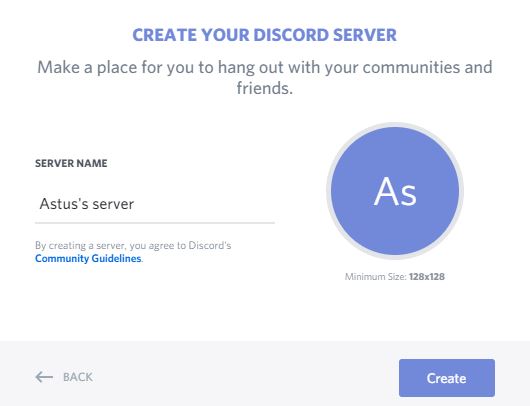 CREATE YOUR DISCORD SERVER
Make a place for you to hang out with your communities and
friends.
SERVER NAME
Astus's server
By creating a server, you agree to Discord's
Community Guidelines.
As
Minimum Size: 128x128
BACK
Create